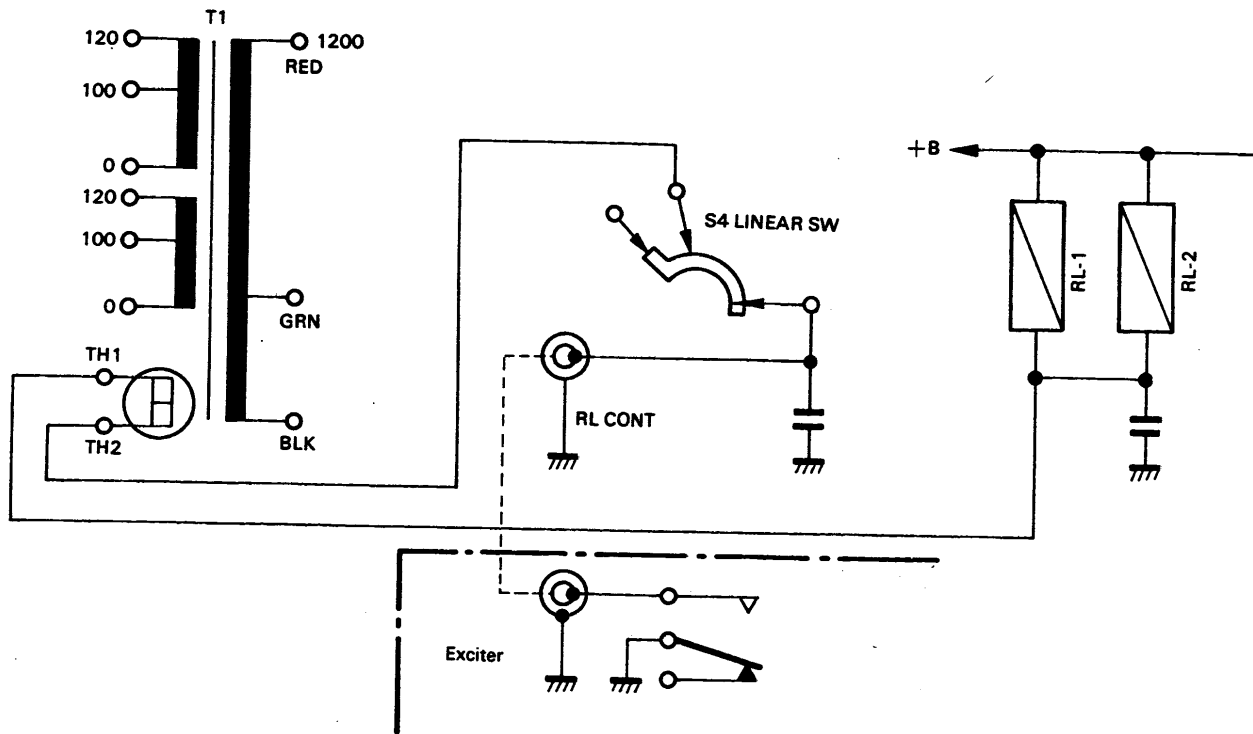 T1
120
100
0
120
100
0
1200
RED
GRN
BLK
TH1
TH2
S4 LINEAR SW
RL CONT
+B
RL-1
RL-2
Exciter